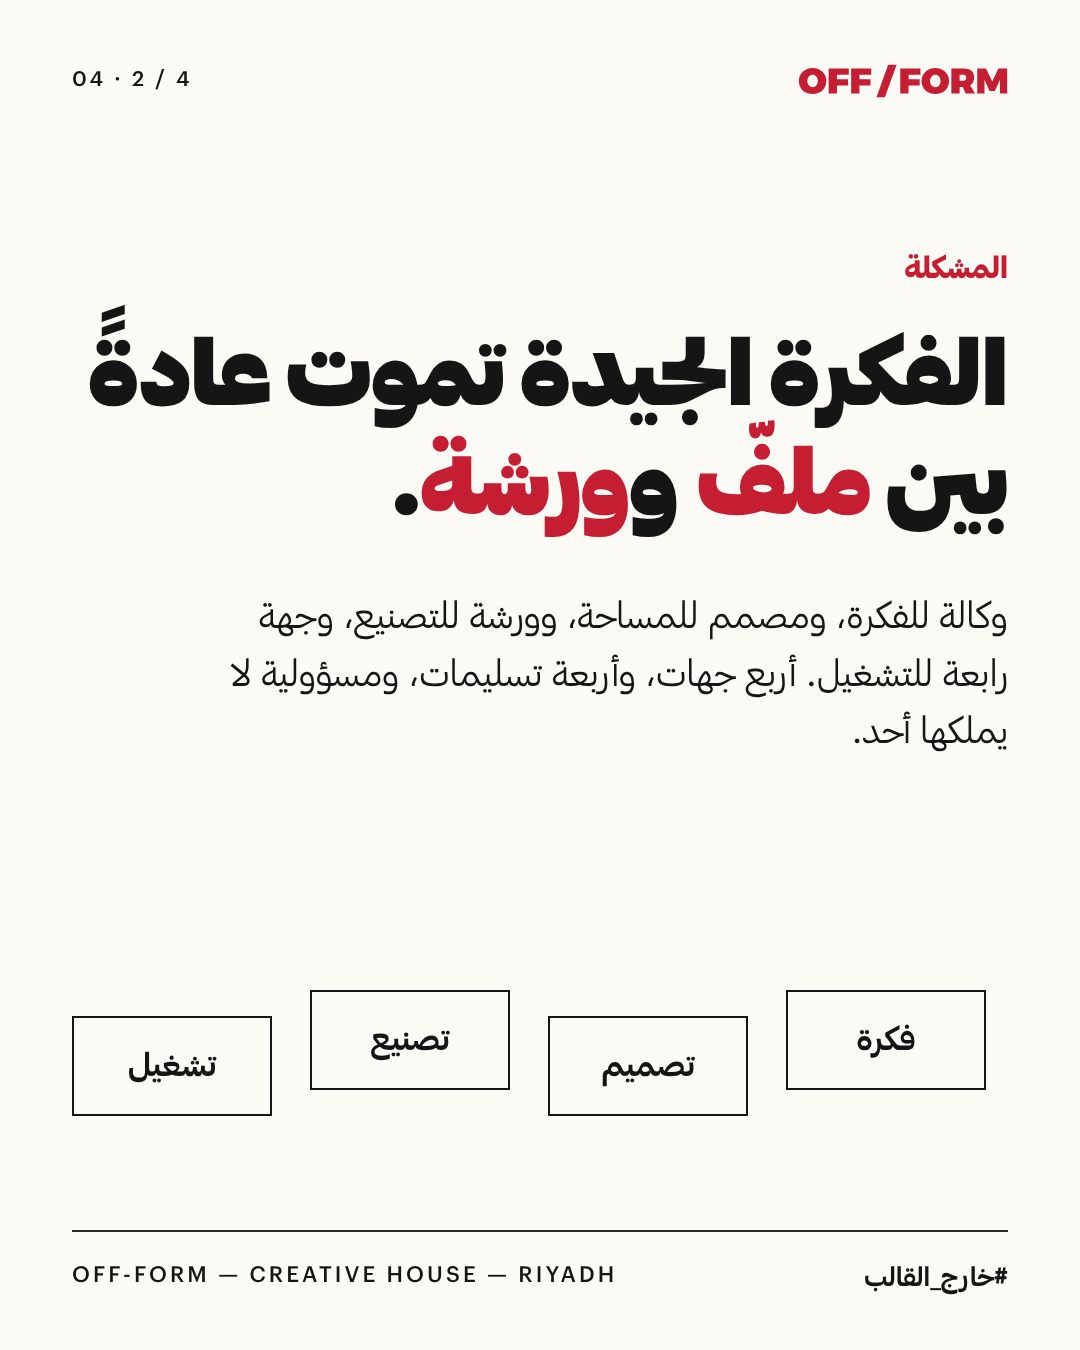 04 · 2 / 4
OFF/FORM
المشكلة
الفكرة الجيدة تموت عادةً
بين ملفّ وورشة.
وكالة للفكرة، ومصمم للمساحة، وورشة للتصنيع، وجهة
رابعة للتشغيل. أربع جهات، وأربعة تسليمات، ومسؤولية لا
يملكها أحد.
فكرة
تصميم
تصنيع
تشغيل
#خارج_القالب
OFF-FORM — CREATIVE HOUSE — RIYADH